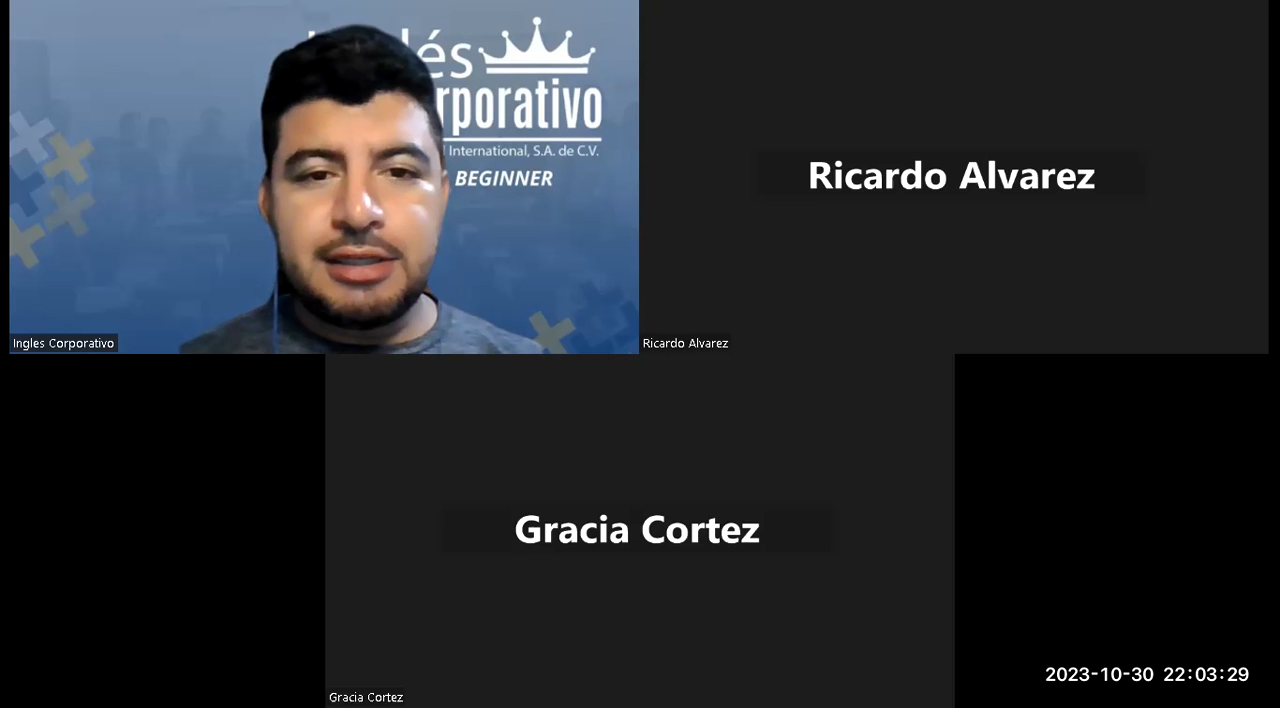 és
rporativo
International, S.A. de C.V.
BEGINNER
Ingles Corporativo
Ricardo Alvarez
Ricardo Alvarez
Gracia Cortez
Gracia Cortez
2023-10-30 22:03:29